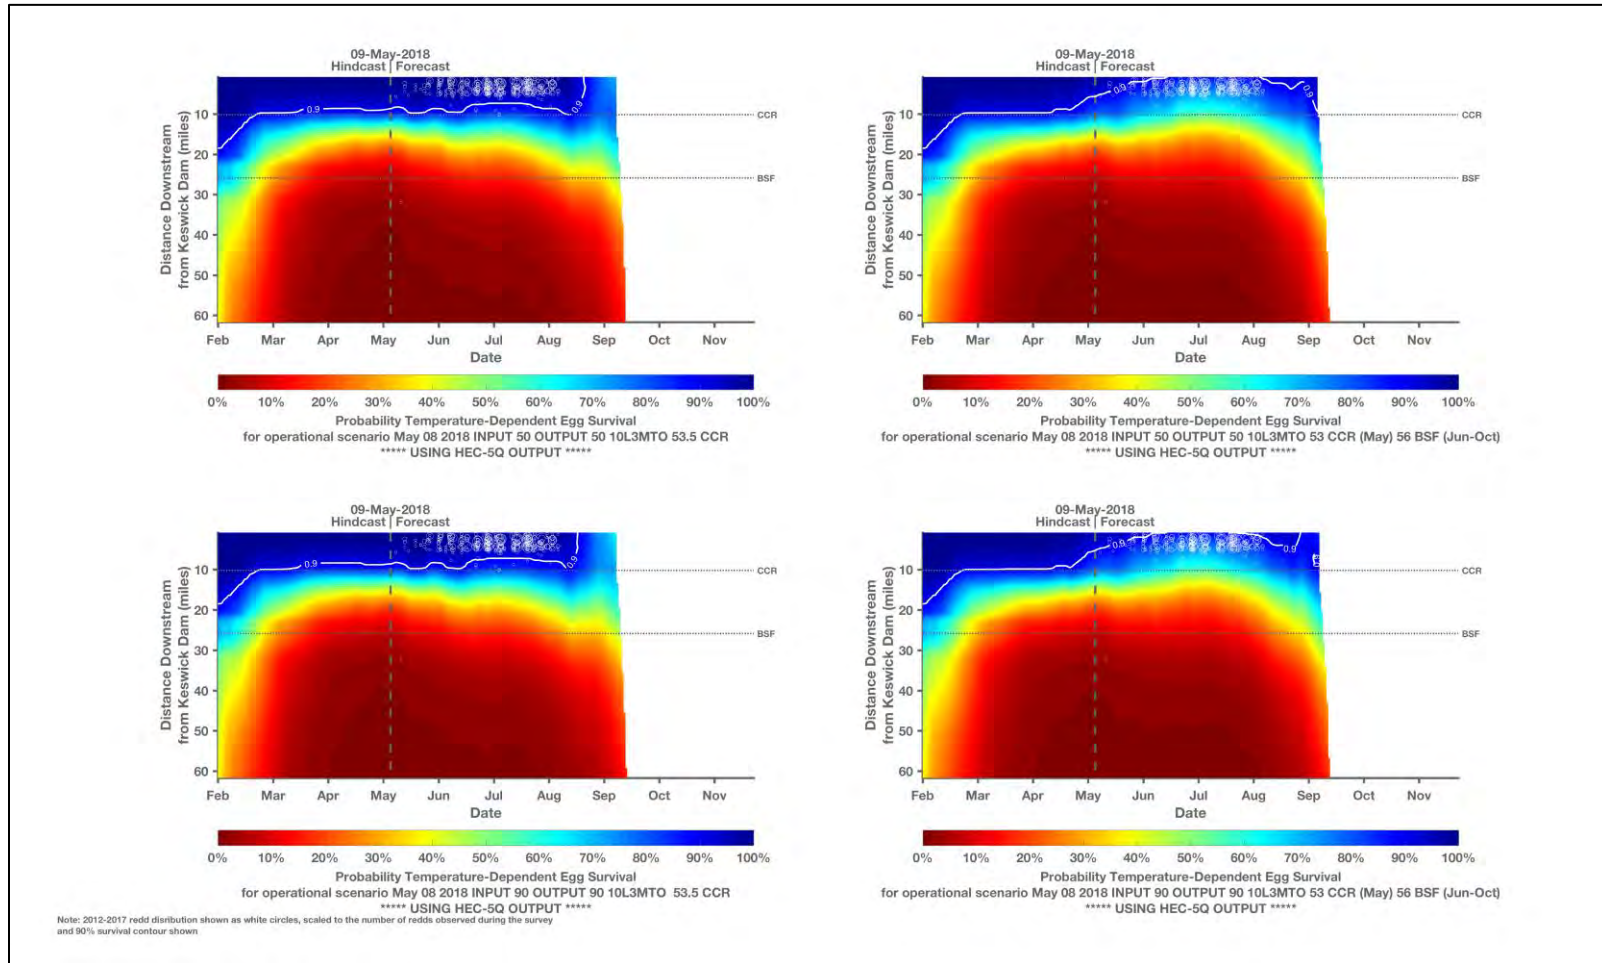 09-May-2018
Hindcast | Forecast
0.9
0.9
CCR
BSF
10
20
30
40
50
60
Distance Downstream
from Keswick Dam (miles)
Feb Mar Apr May Jun Jul Aug Sep Oct Nov
Date
0% 10% 20% 30% 40% 50% 60% 70% 80% 90% 100%
Probability Temperature-Dependent Egg Survival
for operational scenario May 08 2018 INPUT 50 OUTPUT 50 10L3MTO 53.5 CCR
***** USING HEC-5Q OUTPUT *****
09-May-2018
Hindcast | Forecast
0.9
0.9
CCR
BSF
10
20
30
40
50
60
Distance Downstream
from Keswick Dam (miles)
Feb Mar Apr May Jun Jul Aug Sep Oct Nov
Date
0% 10% 20% 30% 40% 50% 60% 70% 80% 90% 100%
Probability Temperature-Dependent Egg Survival
for operational scenario May 08 2018 INPUT 50 OUTPUT 50 10L3MTO 53 CCR (May) 56 BSF (Jun-Oct)
***** USING HEC-5Q OUTPUT *****
09-May-2018
Hindcast | Forecast
0.9
0.9
CCR
BSF
10
20
30
40
50
60
Distance Downstream
from Keswick Dam (miles)
Feb Mar Apr May Jun Jul Aug Sep Oct Nov
Date
0% 10% 20% 30% 40% 50% 60% 70% 80% 90% 100%
Probability Temperature-Dependent Egg Survival
for operational scenario May 08 2018 INPUT 90 OUTPUT 90 10L3MTO 53.5 CCR
***** USING HEC-5Q OUTPUT *****
09-May-2018
Hindcast | Forecast
0.9
0.9
CCR
BSF
10
20
30
40
50
60
Distance Downstream
from Keswick Dam (miles)
Feb Mar Apr May Jun Jul Aug Sep Oct Nov
Date
0% 10% 20% 30% 40% 50% 60% 70% 80% 90% 100%
Probability Temperature-Dependent Egg Survival
for operational scenario May 08 2018 INPUT 90 OUTPUT 90 10L3MTO 53 CCR (May) 56 BSF (Jun-Oct)
***** USING HEC-5Q OUTPUT *****
Note: 2012-2017 redd disribution shown as white circles, scaled to the number of redds observed during the survey
and 90% survival contour shown